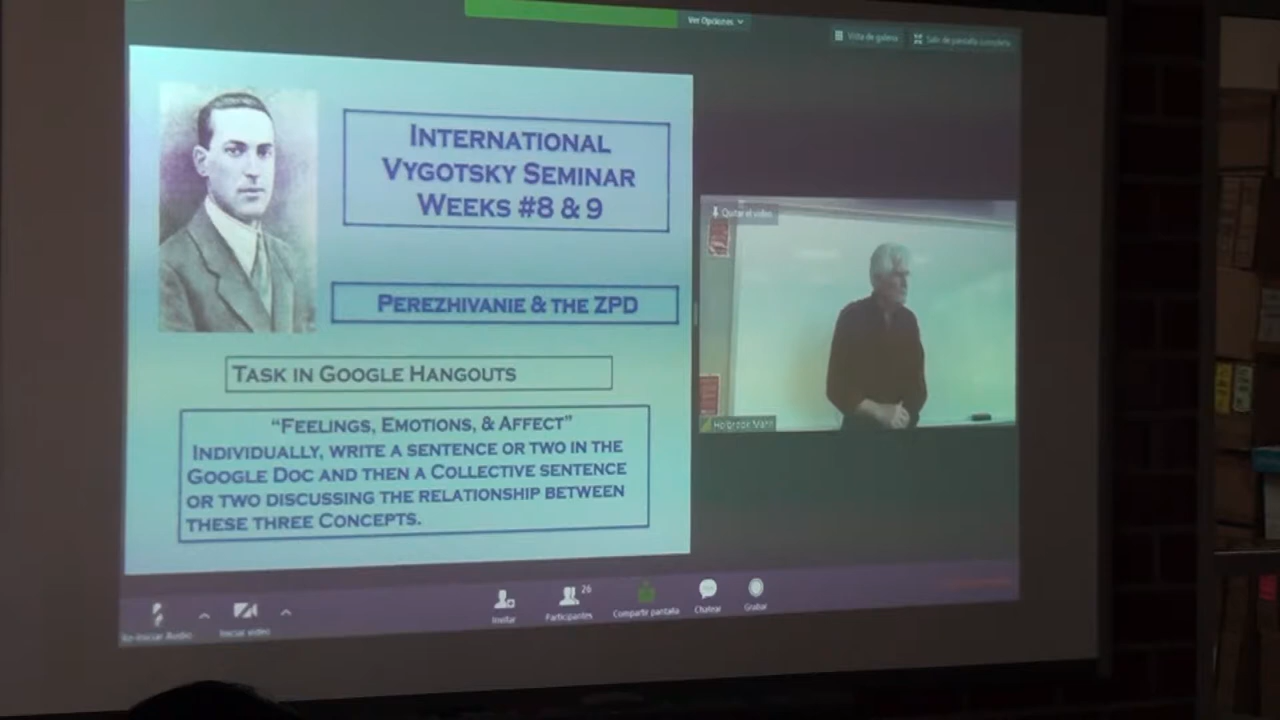 Ver Opciones
Vista de galería
Salir de pantalla completa
INTERNATIONAL
VYGOTSKY SEMINAR
WEEKS #8 & 9
Quitar el video
PEREZHIVANIE & THE ZPD
TASK IN GOOGLE HANGOUTS
"FEELINGS, EMOTIONS, & AFFECT"
INDIVIDUALLY, WRITE A SENTENCE OR TWO IN THE
GOOGLE DOC AND THEN A COLLECTIVE SENTENCE
OR TWO DISCUSSING THE RELATIONSHIP BETWEEN
THESE THREE CONCEPTS.
Holbrook Mahn
Iniciar video
Invitar
26
Participantes
Compartir pantalla
Chatear
Grabar